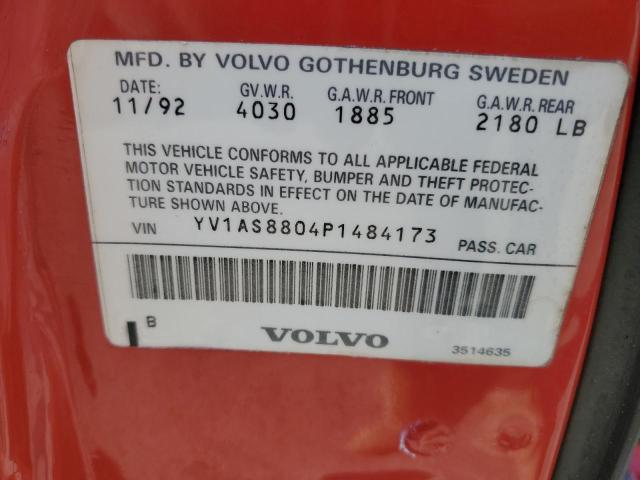 MFD. BY VOLVO GOTHENBURG SWEDEN
DATE: GV.W.R. G.A.W.R. FRONT G.A.W.R. REAR
11/92 4030 1885 2180 LB
THIS VEHICLE CONFORMS TO ALL APPLICABLE FEDERAL
MOTOR VEHICLE SAFETY, BUMPER AND THEFT PROTEC-
TION STANDARDS IN EFFECT ON THE DATE OF MANUFAC-
TURE SHOWN ABOVE.
VIN YV1AS8804P1484173 PASS. CAR
B VOLVO 3514635